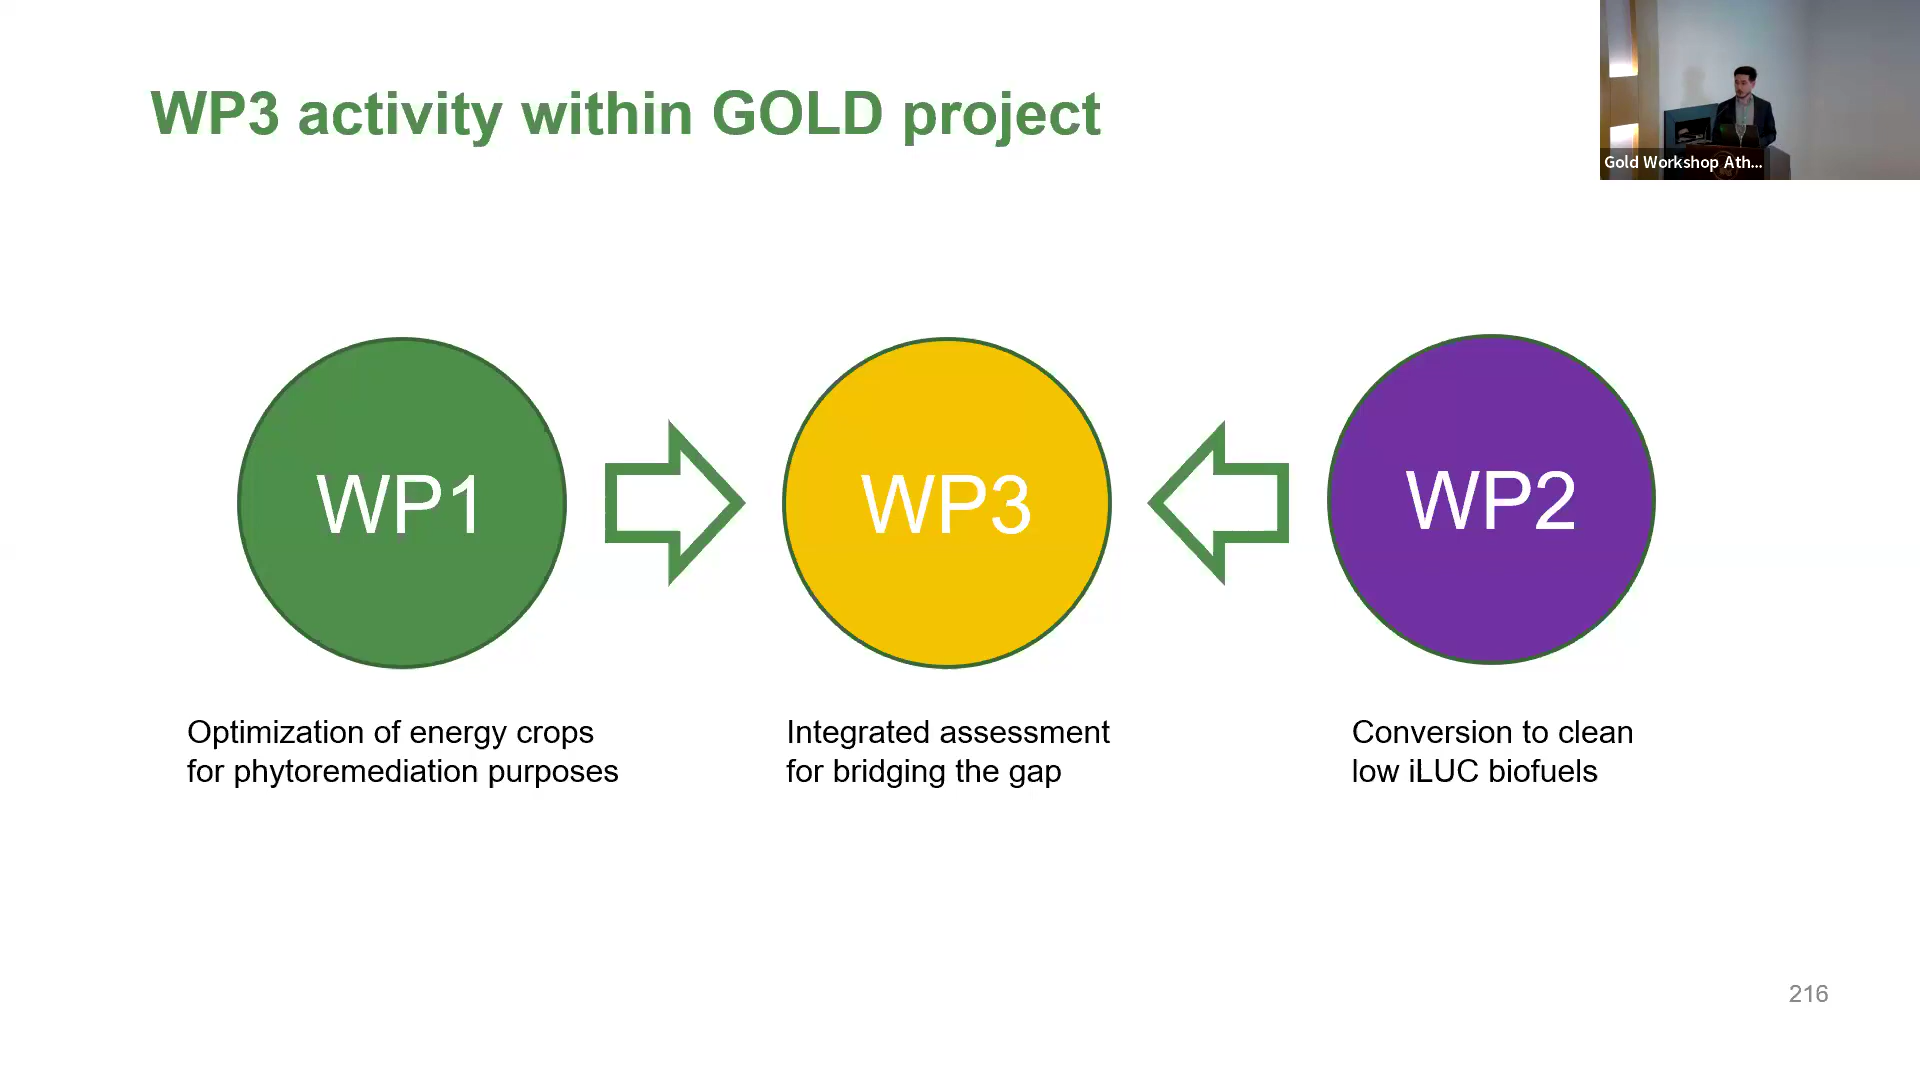 WP3 activity within GOLD project
Gold Workshop Ath...
WP1
WP3
WP2
Optimization of energy crops
for phytoremediation purposes
Integrated assessment
for bridging the gap
Conversion to clean
low iLUC biofuels
216